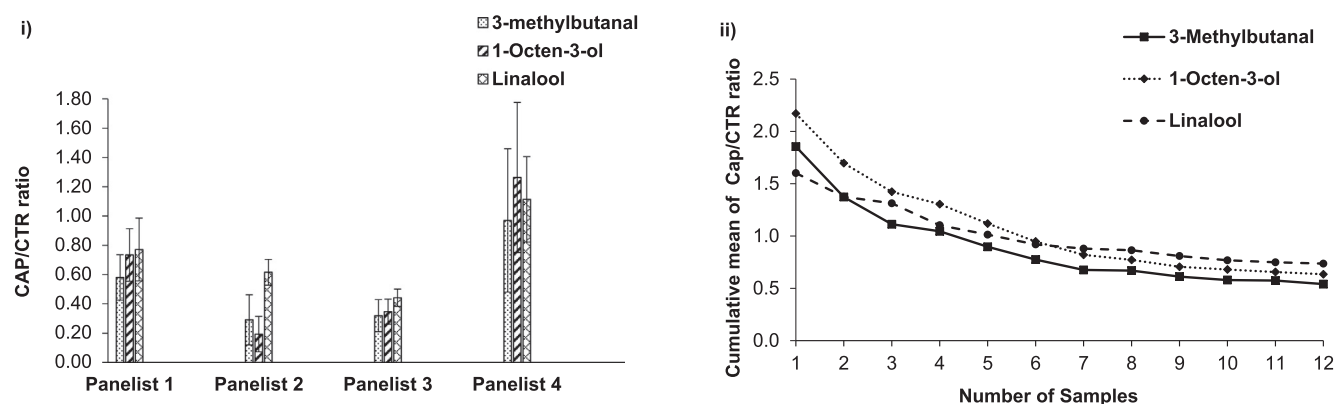 i)
3-methylbutanal
1-Octen-3-ol
Linalool
CAP/CTR ratio
1.80
1.60
1.40
1.20
1.00
0.80
0.60
0.40
0.20
0.00
Panelist 1 Panelist 2 Panelist 3 Panelist 4
ii)
3-Methylbutanal
1-Octen-3-ol
Linalool
Cumulative mean of Cap/CTR ratio
2.5
2.0
1.5
1.0
0.5
0.0
1 2 3 4 5 6 7 8 9 10 11 12
Number of Samples